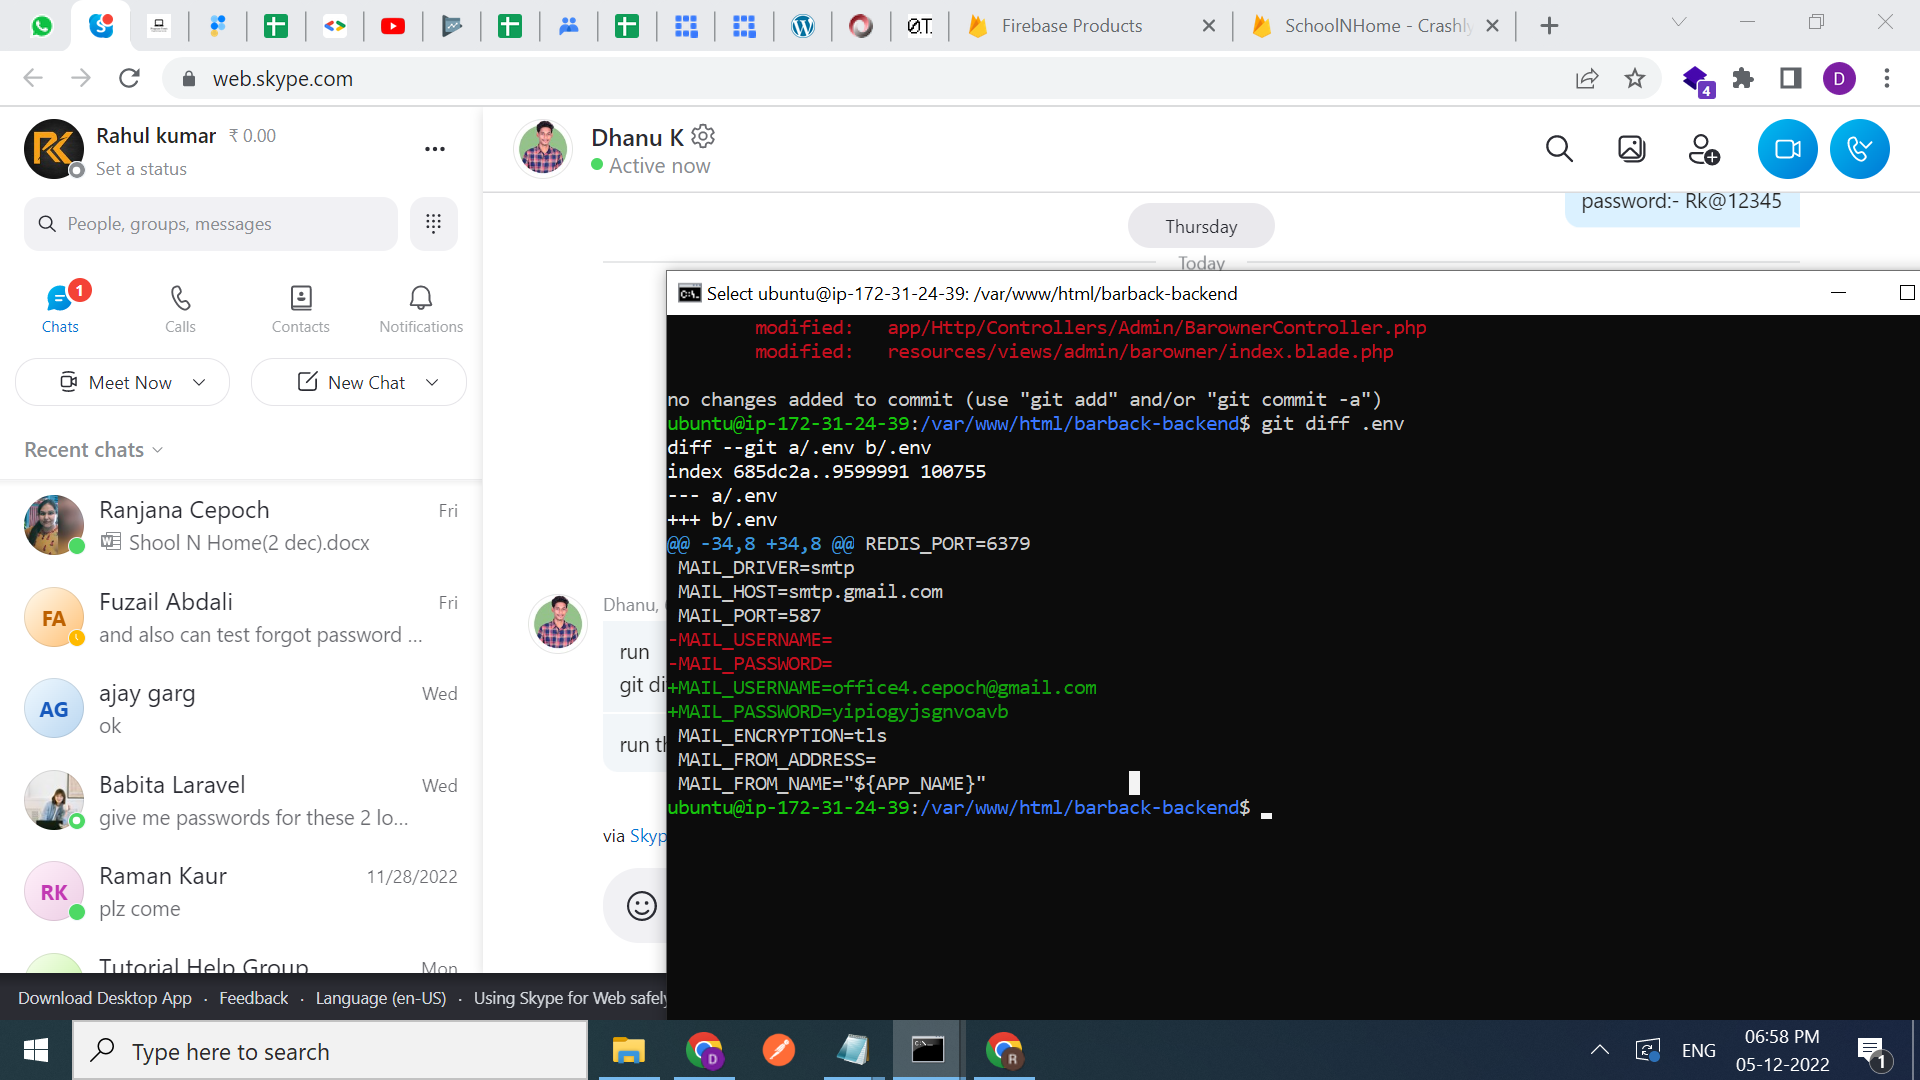 Firebase Products
SchoolNHome - Crashly
web.skype.com
4
D
Rahul kumar ₹ 0.00
Set a status
People, groups, messages
1
Chats
Calls
Contacts
Notifications
Meet Now
New Chat
Recent chats
Ranjana Cepoch Fri
Shool N Home(2 dec).docx
FA
Fuzail Abdali Fri
and also can test forgot password ...
AG
ajay garg Wed
ok
Babita Laravel Wed
give me passwords for these 2 lo...
RK
Raman Kaur 11/28/2022
plz come
Tutorial Help Group Mon
Download Desktop App · Feedback · Language (en-US) · Using Skype for Web safely
Dhanu K
Active now
password:- Rk@12345
Thursday
Today
Dhanu,
run
git di
run th
via Skyp
Select ubuntu@ip-172-31-24-39: /var/www/html/barback-backend
modified: app/Http/Controllers/Admin/BarownerController.php
modified: resources/views/admin/barowner/index.blade.php
no changes added to commit (use "git add" and/or "git commit -a")
ubuntu@ip-172-31-24-39:/var/www/html/barback-backend$ git diff .env
diff --git a/.env b/.env
index 685dc2a..9599991 100755
--- a/.env
+++ b/.env
@@ -34,8 +34,8 @@ REDIS_PORT=6379
MAIL_DRIVER=smtp
MAIL_HOST=smtp.gmail.com
MAIL_PORT=587
-MAIL_USERNAME=
-MAIL_PASSWORD=
+MAIL_USERNAME=office4.cepoch@gmail.com
+MAIL_PASSWORD=yipiogyjsgnvoavb
MAIL_ENCRYPTION=tls
MAIL_FROM_ADDRESS=
MAIL_FROM_NAME="${APP_NAME}"
ubuntu@ip-172-31-24-39:/var/www/html/barback-backend$
Type here to search
ENG
06:58 PM
05-12-2022
1